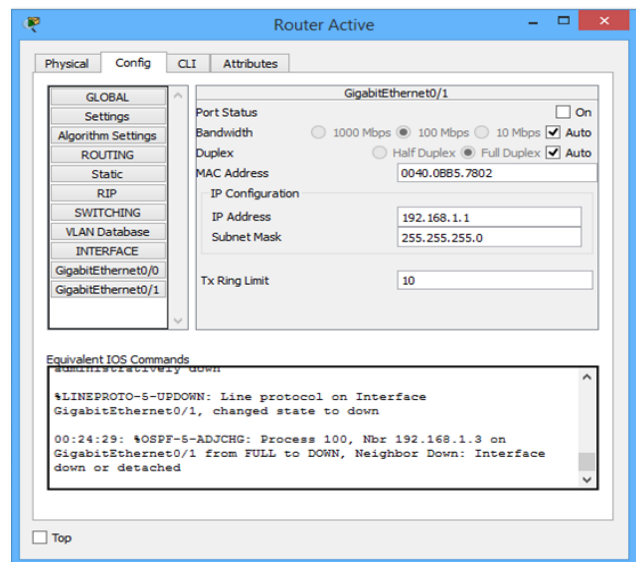 Router Active
Physical Config CLI Attributes
GLOBAL
Settings
Algorithm Settings
ROUTING
Static
RIP
SWITCHING
VLAN Database
INTERFACE
GigabitEthernet0/0
GigabitEthernet0/1
GigabitEthernet0/1
Port Status On
Bandwidth 1000 Mbps 100 Mbps 10 Mbps Auto
Duplex Half Duplex Full Duplex Auto
MAC Address 0040.0BB5.7802
IP Configuration
IP Address 192.168.1.1
Subnet Mask 255.255.255.0
Tx Ring Limit 10
Equivalent IOS Commands
administratively down
%LINEPROTO-5-UPDOWN: Line protocol on Interface
GigabitEthernet0/1, changed state to down
00:24:29: %OSPF-5-ADJCHG: Process 100, Nbr 192.168.1.3 on
GigabitEthernet0/1 from FULL to DOWN, Neighbor Down: Interface
down or detached
Top